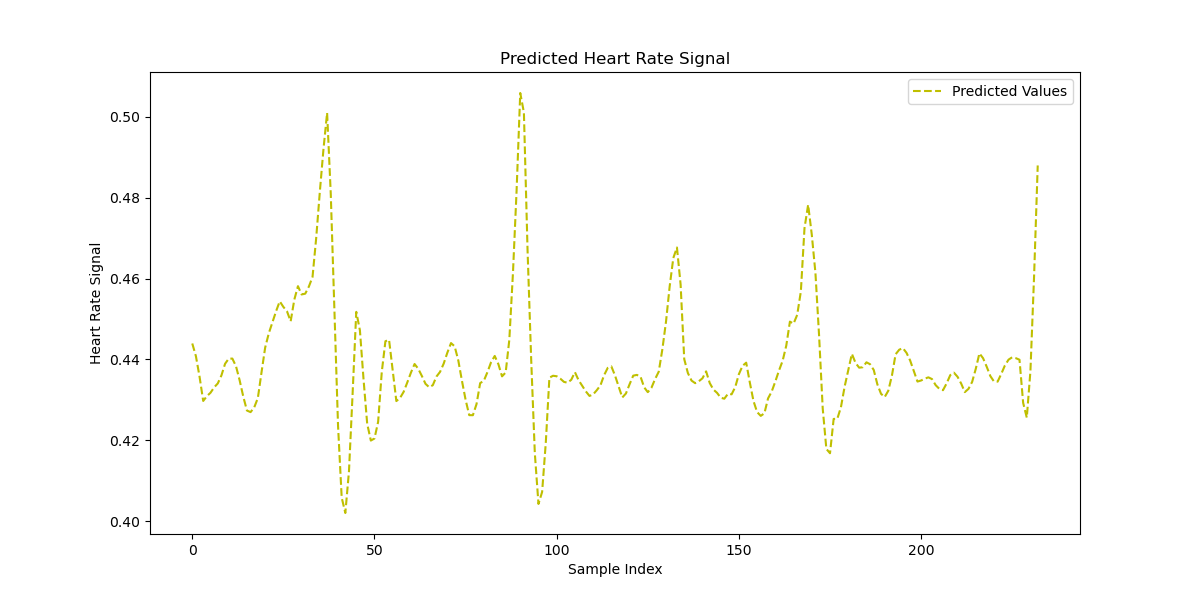 Predicted Heart Rate Signal
Predicted Values
Heart Rate Signal
0.50
0.48
0.46
0.44
0.42
0.40
0 50 100 150 200
Sample Index